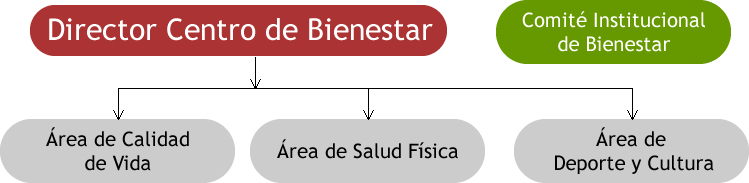 Director Centro de Bienestar
Comité Institucional
de Bienestar
Área de Calidad
de Vida
Área de Salud Física
Área de
Deporte y Cultura